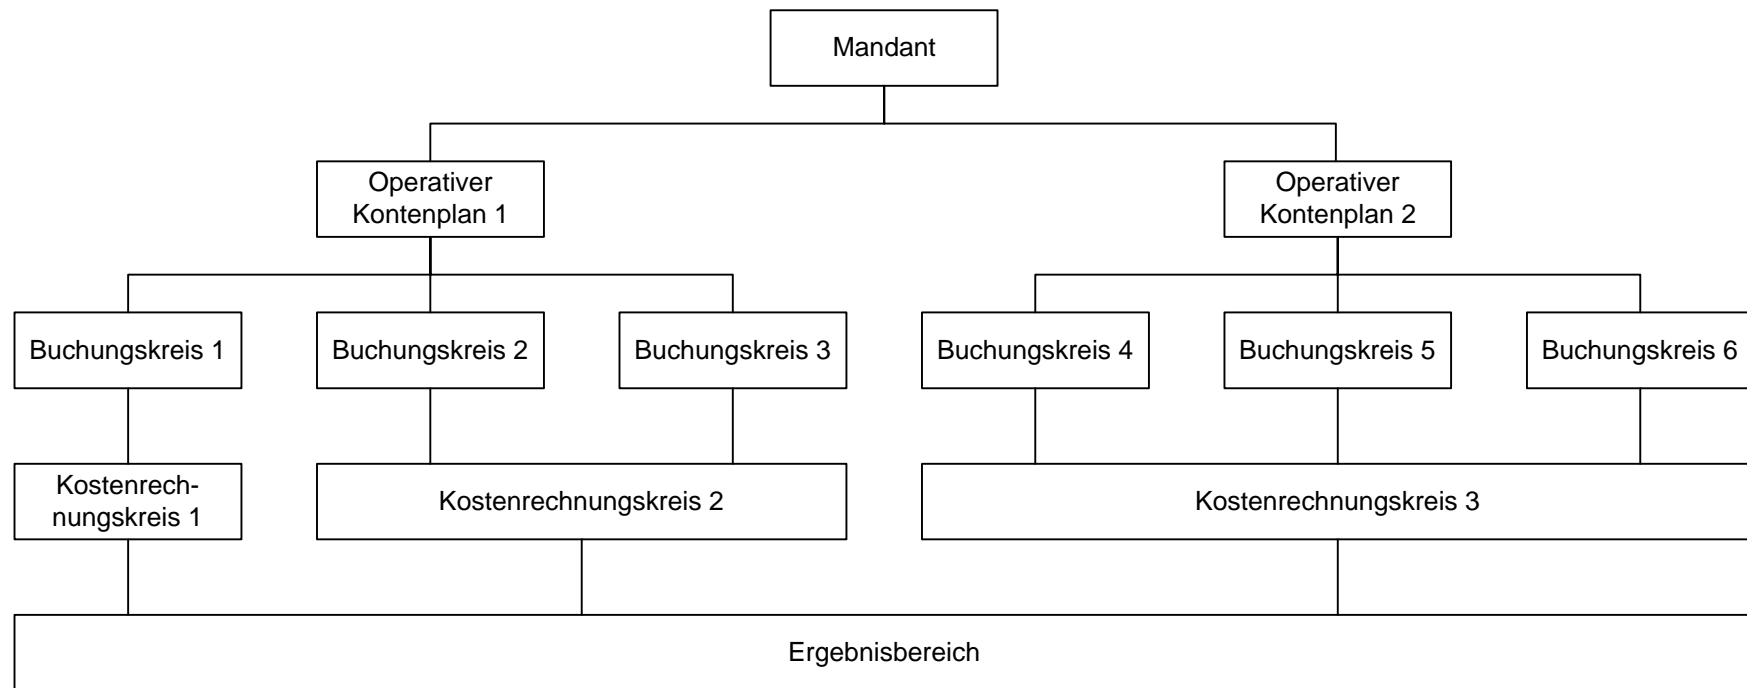 Mandant
Operativer
Kontenplan 1
Operativer
Kontenplan 2
Buchungskreis 1
Buchungskreis 2
Buchungskreis 3
Buchungskreis 4
Buchungskreis 5
Buchungskreis 6
Kostenrech-
nungskreis 1
Kostenrechnungskreis 2
Kostenrechnungskreis 3
Ergebnisbereich